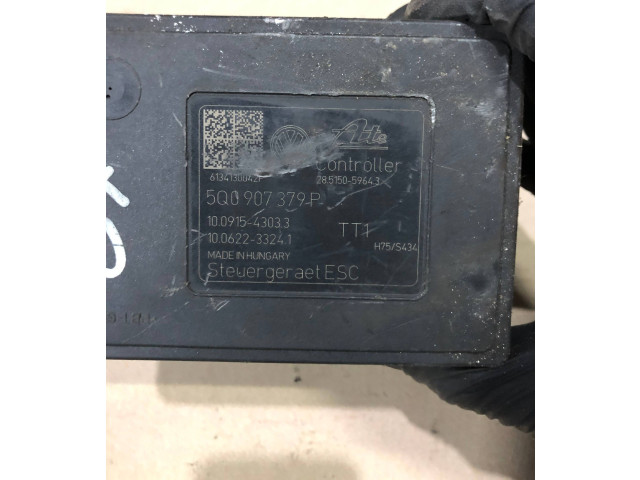 Ate
Controller
6134130042F 28.5150-5964.3
5Q0 907 379 P
10.0915-4303.3
10.0622-3324.1 TT1
H75/S434
MADE IN HUNGARY
Steuergeraet ESC